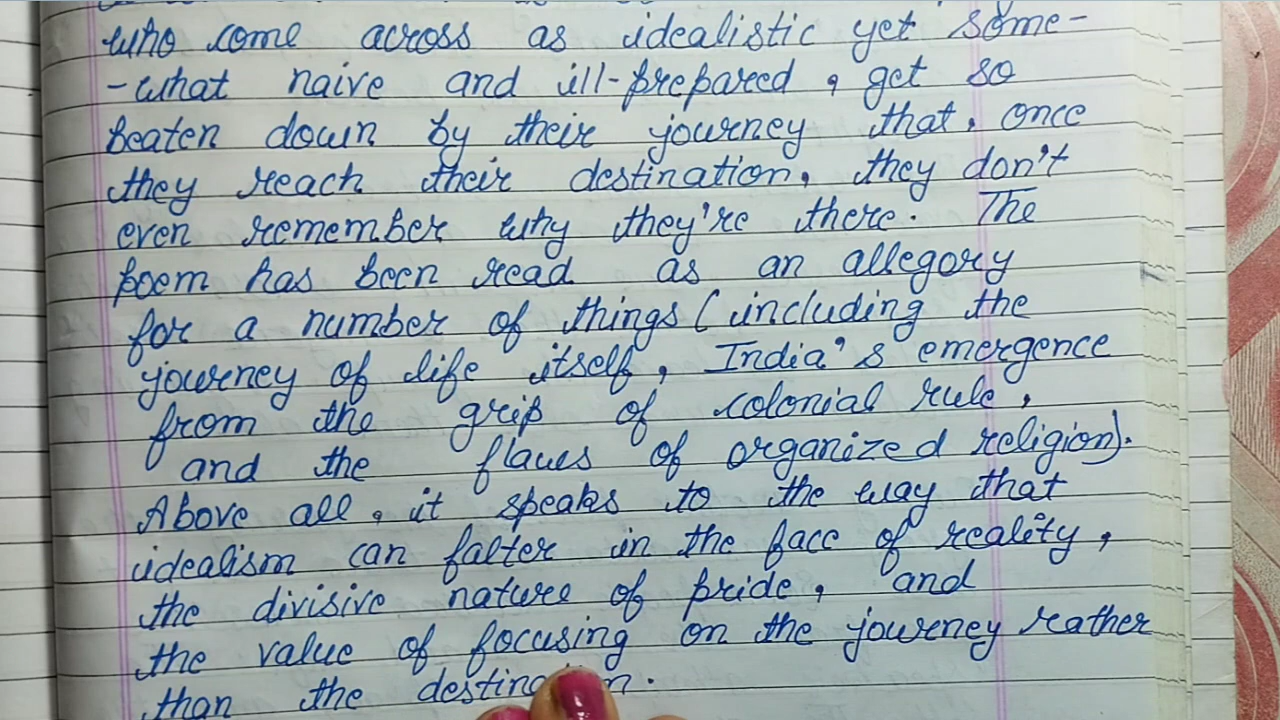 who come across as idealistic yet some-
-what naive and ill-prepared, get so
beaten down by their journey that, once
they reach their destination, they don't
even remember why they're there. The
poem has been read as an allegory
for a number of things (including the
journey of life itself, India's emergence
from the grip of colonial rule,
and the flaws of organized religion).
Above all, it speaks to the way that
idealism can falter in the face of reality,
the divisive nature of pride, and
the value of focusing on the journey rather
than the